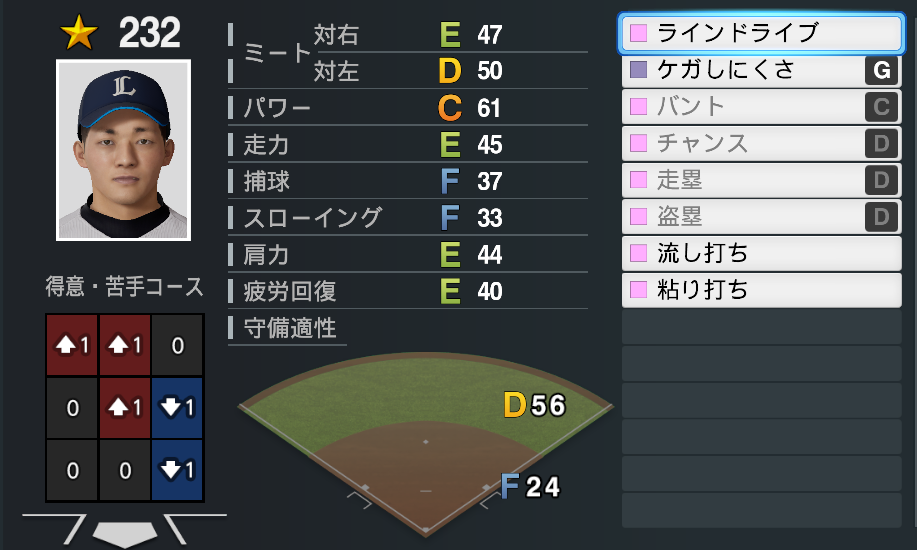 ★ 232
L
ミート 対右 E 47
対左 D 50
パワー C 61
走力 E 45
捕球 F 37
スローイング F 33
肩力 E 44
疲労回復 E 40
守備適性
D 56
F 24
得意・苦手コース
↑1 ↑1 0
0 ↑1 ↓1
0 0 ↓1
ラインドライブ
ケガしにくさ G
バント C
チャンス D
走塁 D
盗塁 D
流し打ち
粘り打ち